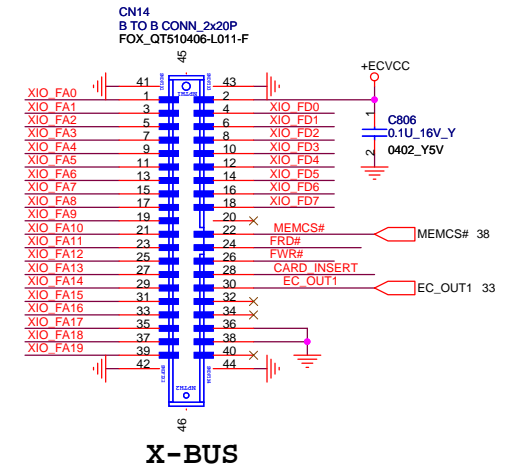 CN14
B TO B CONN_2x20P
FOX_QT510406-L011-F
45
+ECVCC
41 43
XIO_FA0 1 2
XIO_FA1 3 4 XIO_FD0
XIO_FA2 5 6 XIO_FD1
XIO_FA3 7 8 XIO_FD2
XIO_FA4 9 10 XIO_FD3
XIO_FA5 11 12 XIO_FD4
XIO_FA6 13 14 XIO_FD5
XIO_FA7 15 16 XIO_FD6
XIO_FA8 17 18 XIO_FD7
XIO_FA9 19 20
XIO_FA10 21 22 MEMCS# MEMCS# 38
XIO_FA11 23 24 FRD#
XIO_FA12 25 26 FWR#
XIO_FA13 27 28 CARD_INSERT
XIO_FA14 29 30 EC_OUT1 EC_OUT1 33
XIO_FA15 31 32
XIO_FA16 33 34
XIO_FA17 35 36
XIO_FA18 37 38
XIO_FA19 39 40
42 44
46
1
C806
0.1U_16V_Y
2
0402_Y5V
X-BUS